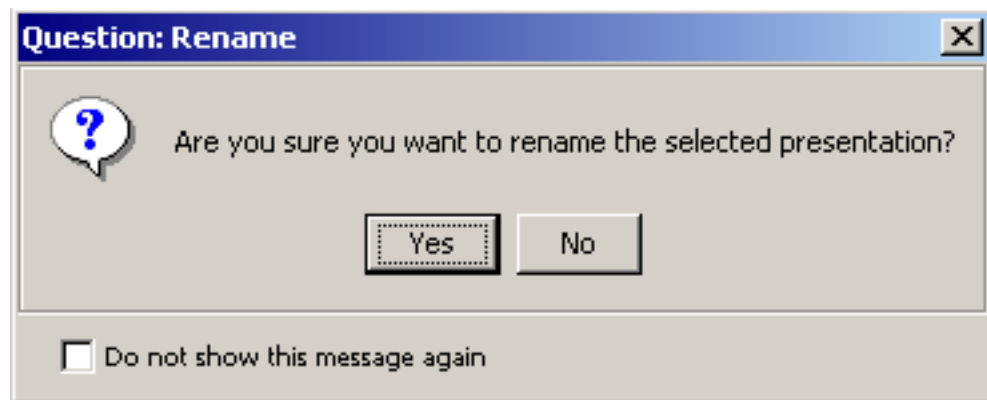 Question: Rename
?
Are you sure you want to rename the selected presentation?
Yes No
Do not show this message again